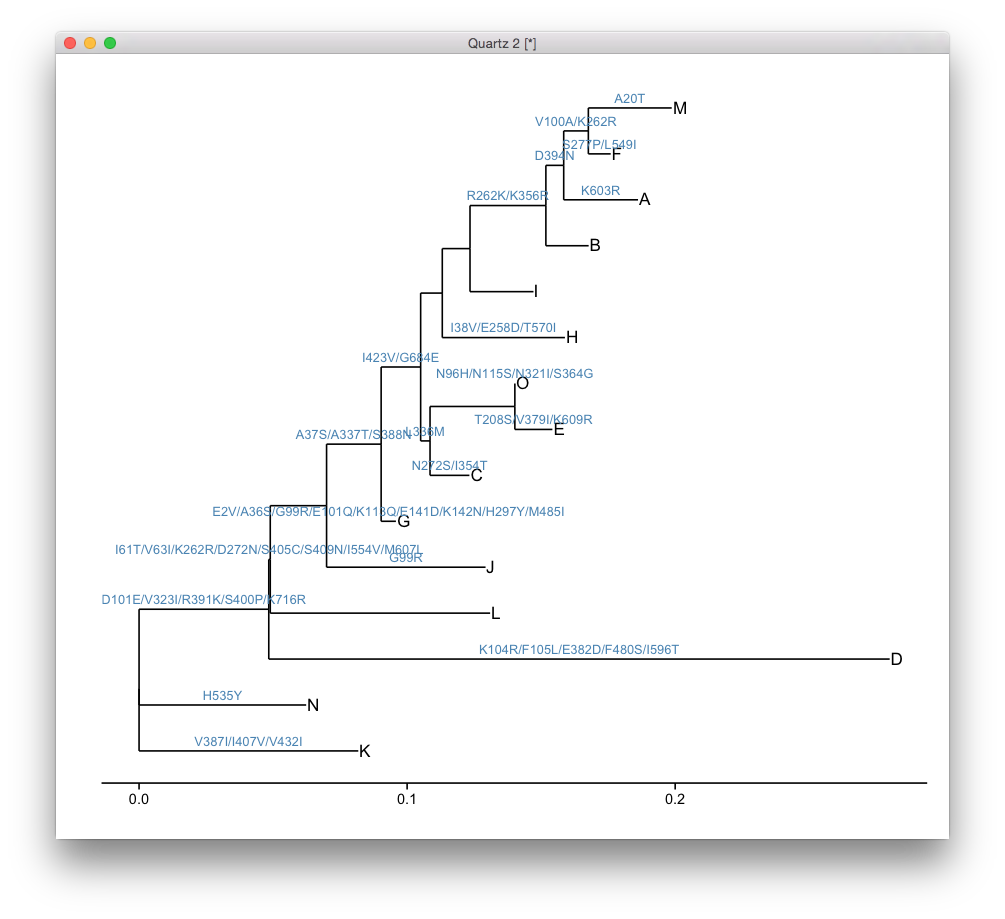 Quartz 2 [*]
A20T
M
V100A/K262R
S277P/L549I
F
D394N
K603R
A
R262K/K356R
B
I
I38V/E258D/T570I
H
I423V/G684E
N96H/N115S/N321I/S364G
O
T208S/V379I/K609R
E
A37S/A337T/S388N
L336M
N272S/I354T
C
E2V/A36S/G99R/E101Q/K113Q/E141D/K142N/H297Y/M485I
G
I61T/V63I/K262R/D272N/S405C/S409N/I554V/M607L
G99R
J
D101E/V323I/R391K/S400P/K716R
L
K104R/F105L/E382D/F480S/I596T
D
H535Y
N
V387I/I407V/V432I
K
0.0 0.1 0.2